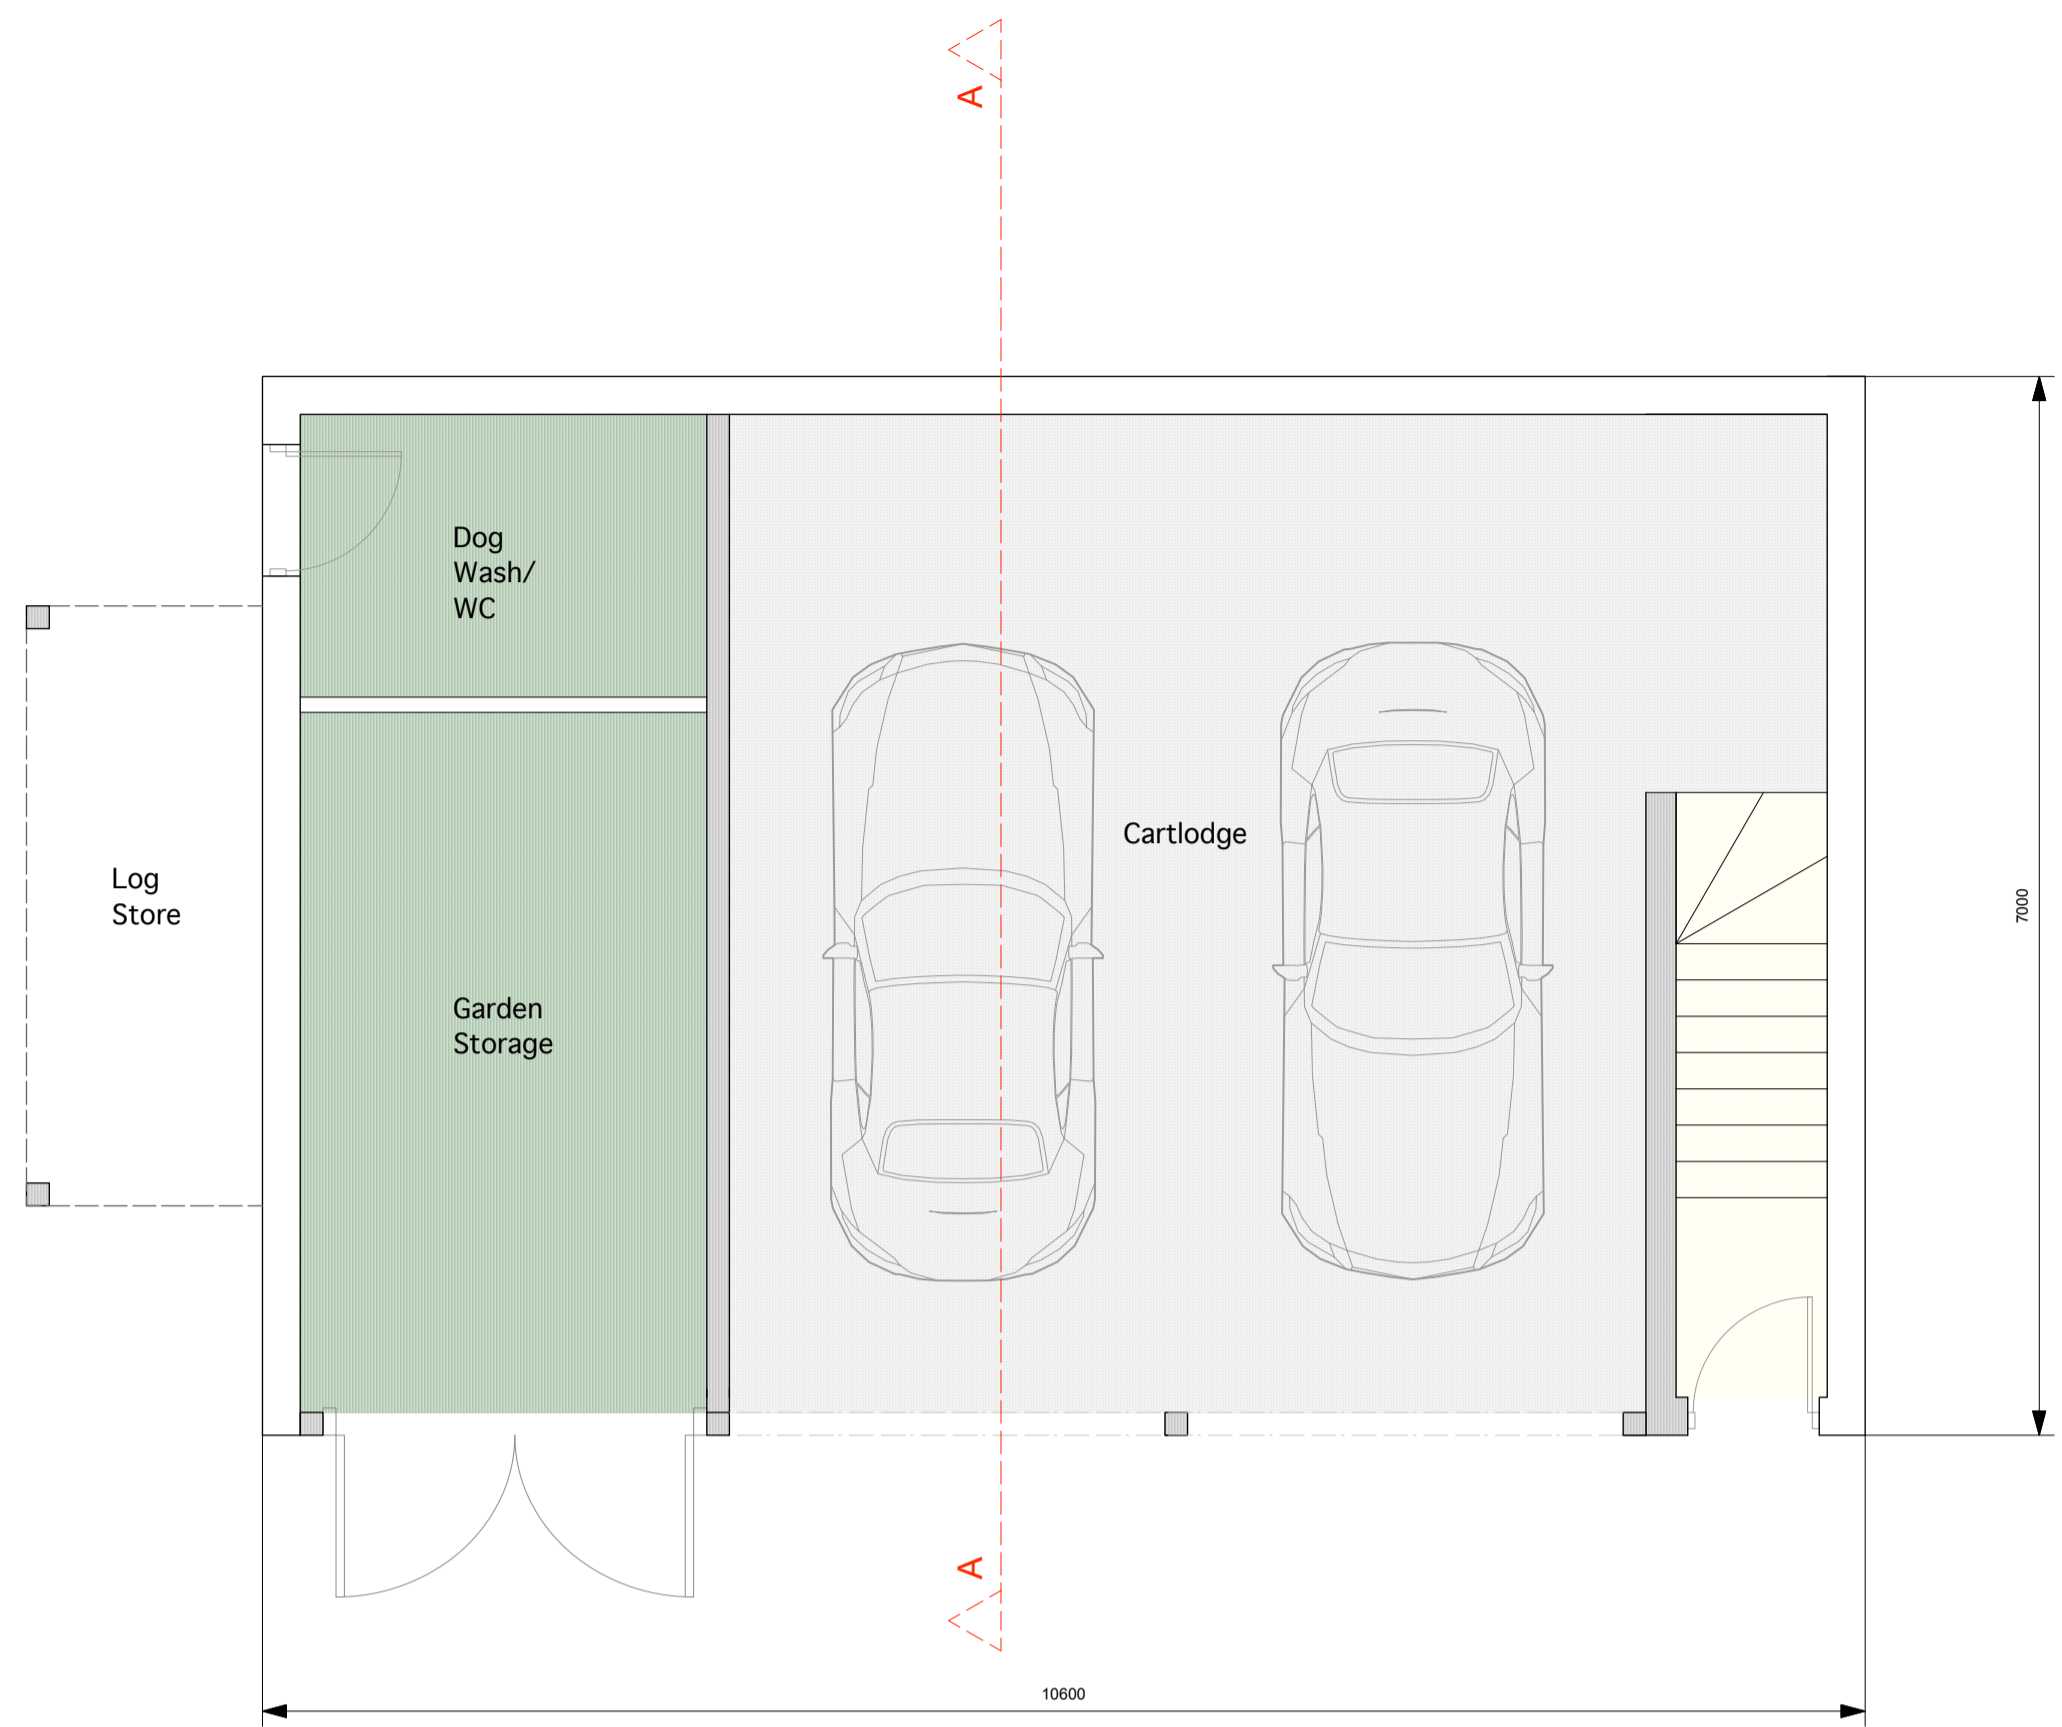 A
Dog
Wash/
WC
Cartlodge
Log
Store
7000
Garden
Storage
A
10600